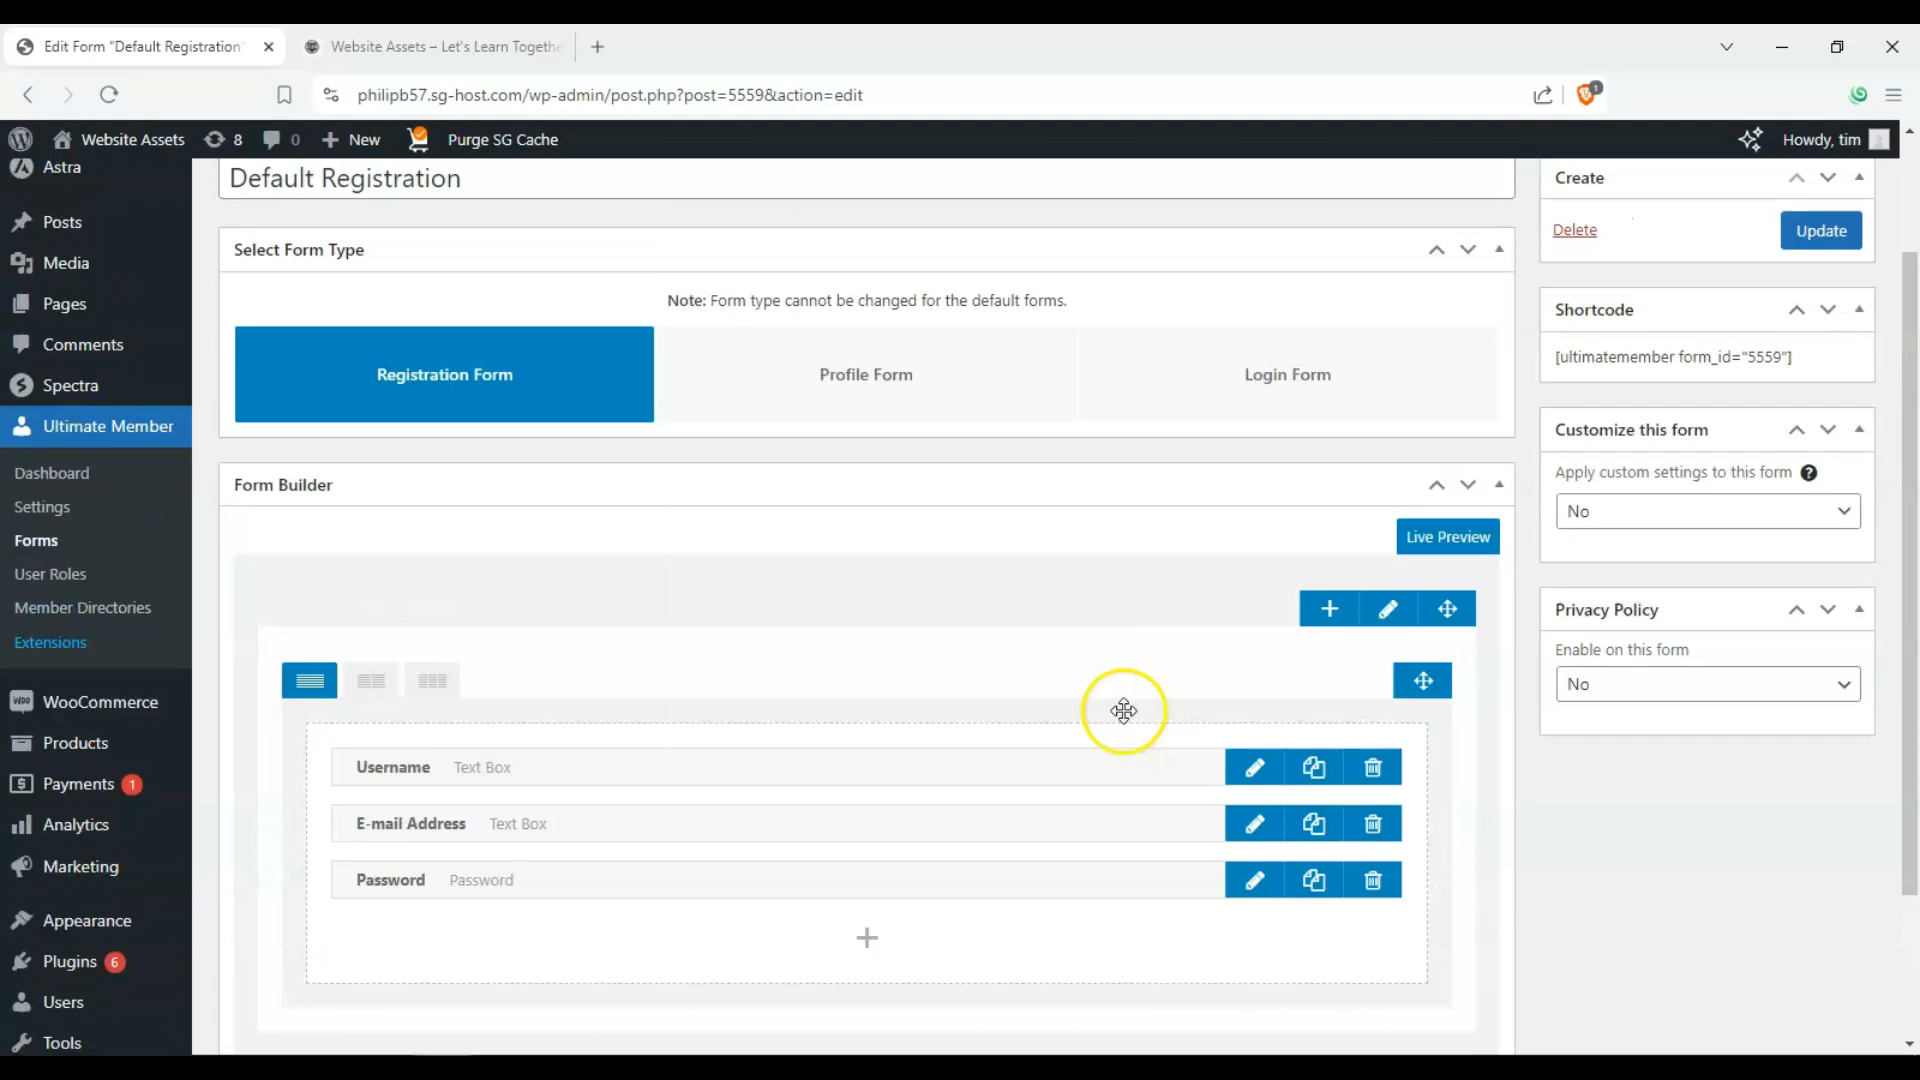 Edit Form "Default Registration"
Website Assets – Let's Learn Togethe
philipb57.sg-host.com/wp-admin/post.php?post=5559&action=edit
1
Website Assets
8
0
New
Purge SG Cache
Howdy, tim
Astra
Posts
Media
Pages
Comments
Spectra
Ultimate Member
Dashboard
Settings
Forms
User Roles
Member Directories
Extensions
WooCommerce
Products
Payments 1
Analytics
Marketing
Appearance
Plugins 6
Users
Tools
Default Registration
Select Form Type
Note: Form type cannot be changed for the default forms.
Registration Form
Profile Form
Login Form
Form Builder
Live Preview
Username Text Box
E-mail Address Text Box
Password Password
Create
Delete
Update
Shortcode
[ultimatemember form_id="5559"]
Customize this form
Apply custom settings to this form ?
No
Privacy Policy
Enable on this form
No